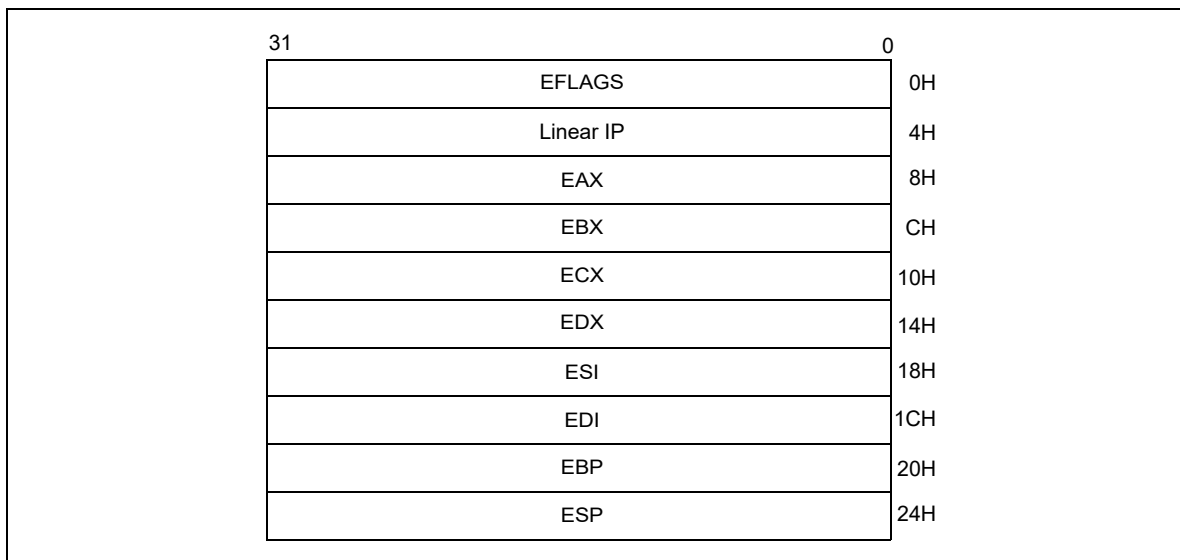 31 0
EFLAGS 0H
Linear IP 4H
EAX 8H
EBX CH
ECX 10H
EDX 14H
ESI 18H
EDI 1CH
EBP 20H
ESP 24H